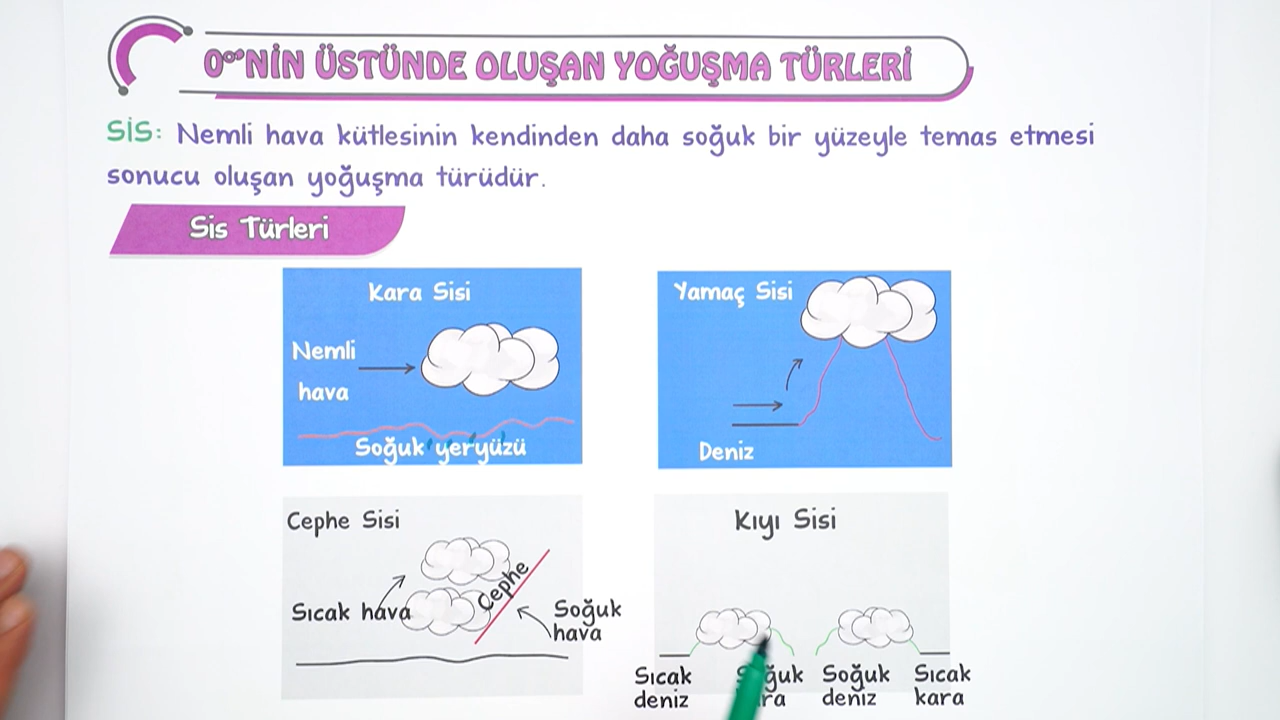 0°C'NİN ÜSTÜNDE OLUŞAN YOĞUŞMA TÜRLERİ
SİS: Nemli hava kütlesinin kendinden daha soğuk bir yüzeyle temas etmesi
sonucu oluşan yoğuşma türüdür.
Sis Türleri
Kara Sisi
Nemli
hava
Soğuk yeryüzü
Yamaç Sisi
Deniz
Cephe Sisi
Sıcak hava
Cephe
Soğuk
hava
Kıyı Sisi
Sıcak
deniz
Soğuk
deniz
Sıcak
kara